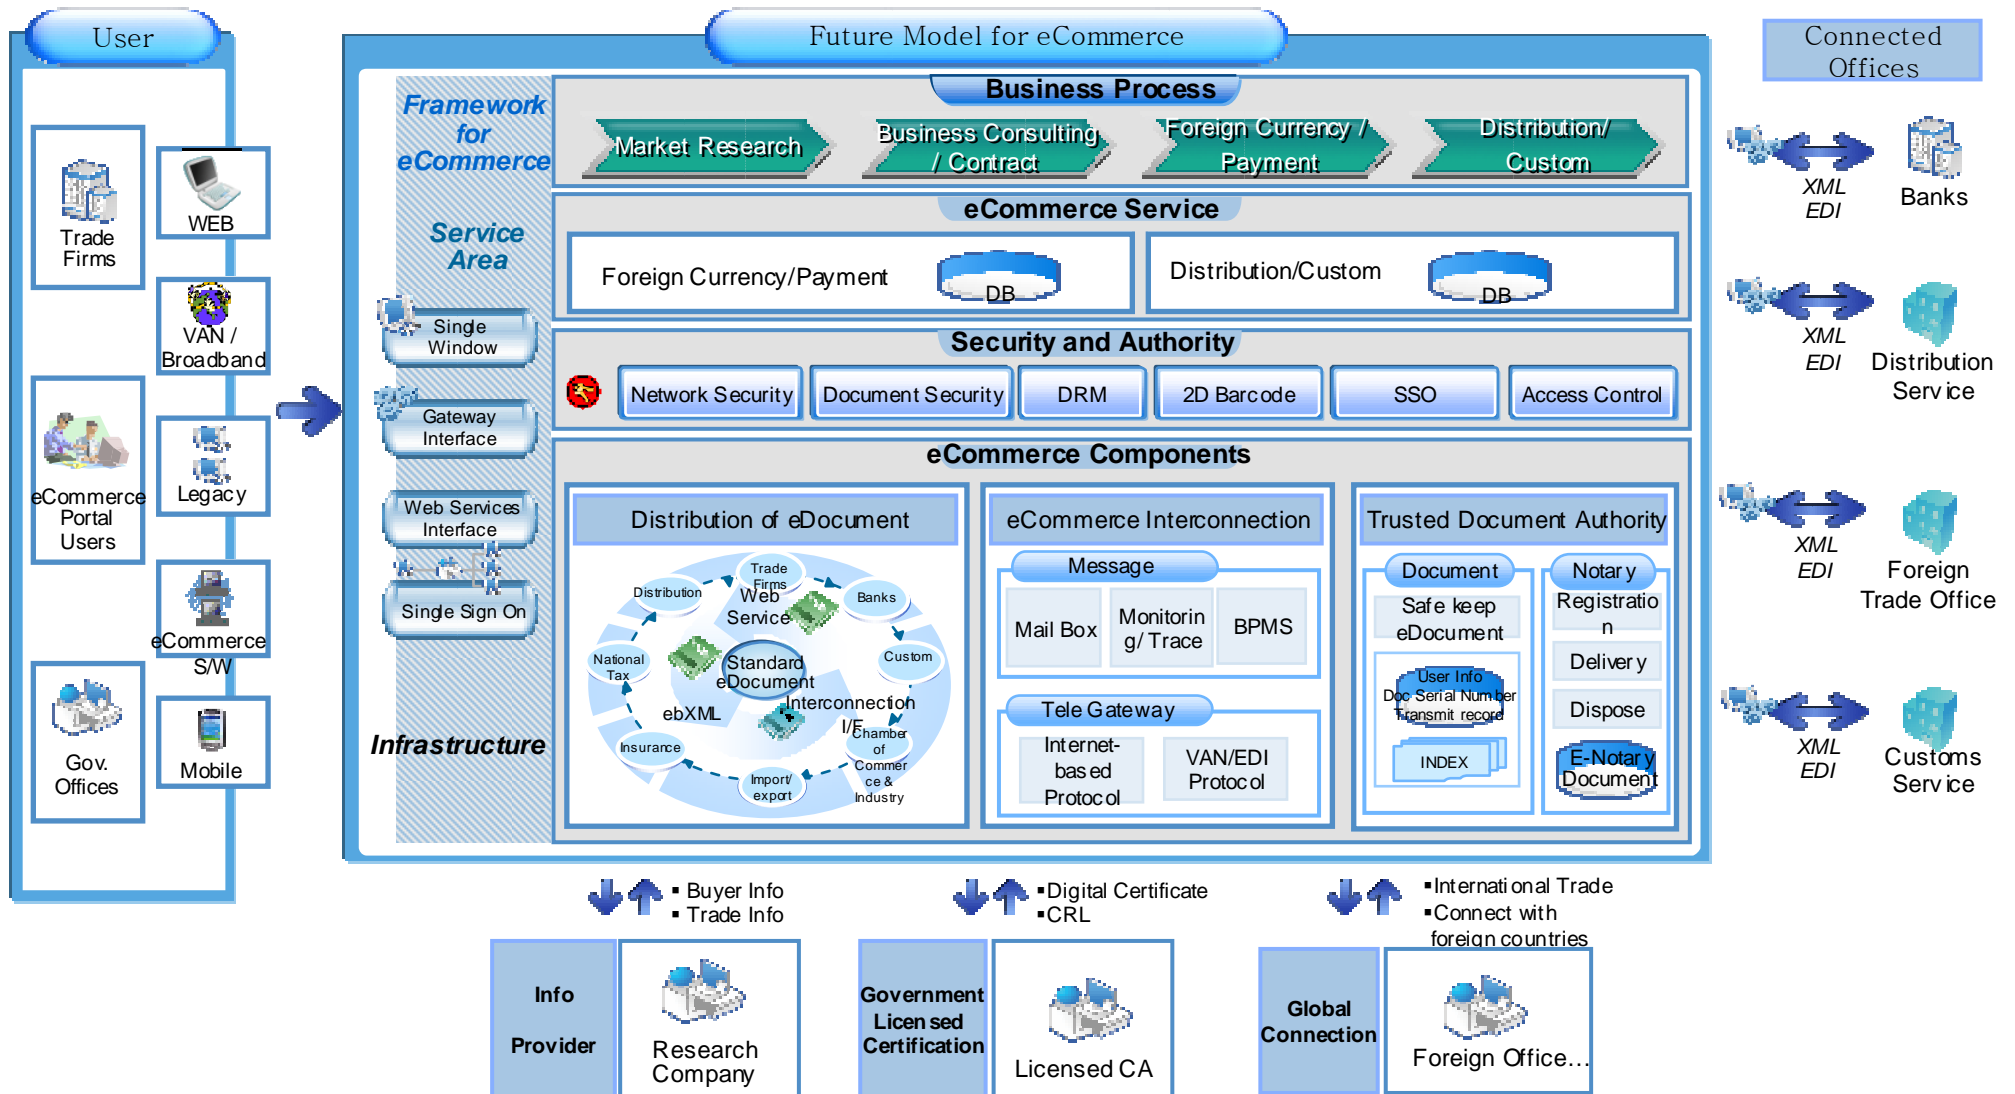 User
Trade
Firms
eCommerce
Portal
Users
Gov.
Offices
WEB
VAN /
Broadband
Legacy
eCommerce
S/W
Mobile
Future Model for eCommerce
Framework
for
eCommerce
Service
Area
Single
Window
Gateway
Interface
Web Services
Interface
Single Sign On
Infrastructure
Business Process
Market Research
Business Consulting
/ Contract
Foreign Currency /
Payment
Distribution/
Custom
eCommerce Service
Foreign Currency/Payment
DB
Distribution/Custom
DB
Security and Authority
Network Security
Document Security
DRM
2D Barcode
SSO
Access Control
eCommerce Components
Distribution of eDocument
Trade
Firms
Banks
Custom
Chamber
of
Commer
ce &
Industry
Import/
export
Insurance
National
Tax
Distribution
Web
Service
Standard
eDocument
ebXML
Interconnection
I/F
eCommerce Interconnection
Message
Mail Box
Monitorin
g/ Trace
BPMS
Tele Gateway
Internet-
based
Protocol
VAN/EDI
Protocol
Trusted Document Authority
Document
Safe keep
eDocument
User Info
Doc Serial Number
Transmit record
INDEX
Notary
Registratio
n
Delivery
Dispose
E-Notary
Document
Connected
Offices
XML
EDI
Banks
XML
EDI
Distribution
Service
XML
EDI
Foreign
Trade Office
XML
EDI
Customs
Service
▪ Buyer Info
▪ Trade Info
Info
Provider
Research
Company
▪Digital Certificate
▪CRL
Government
Licensed
Certification
Licensed CA
▪International Trade
▪Connect with
foreign countries
Global
Connection
Foreign Office…